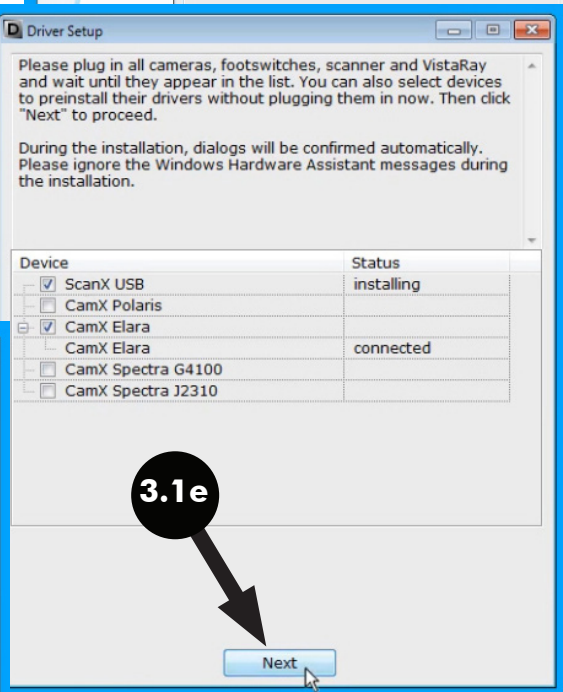 Driver Setup
Please plug in all cameras, footswitches, scanner and VistaRay
and wait until they appear in the list. You can also select devices
to preinstall their drivers without plugging them in now. Then click
"Next" to proceed.
During the installation, dialogs will be confirmed automatically.
Please ignore the Windows Hardware Assistant messages during
the installation.
Device Status
ScanX USB installing
CamX Polaris
CamX Elara
CamX Elara connected
CamX Spectra G4100
CamX Spectra J2310
3.1e
Next